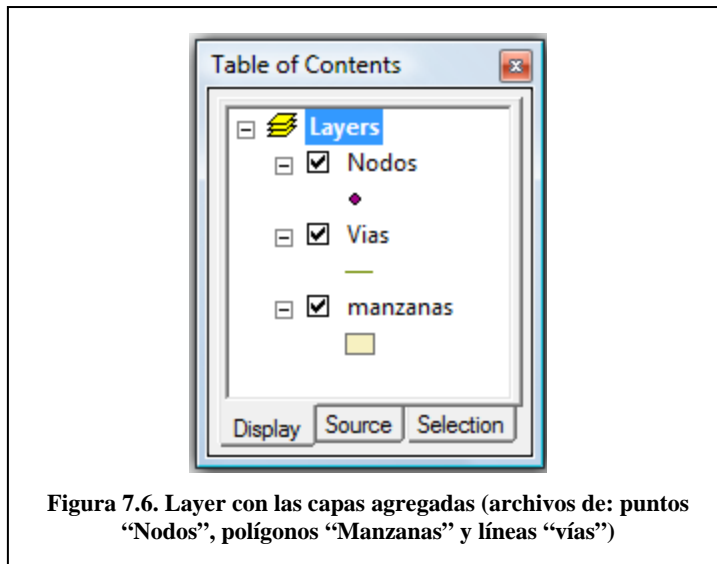 Table of Contents
Layers
Nodos
Vias
manzanas
Display Source Selection
Figura 7.6. Layer con las capas agregadas (archivos de: puntos
“Nodos”, polígonos “Manzanas” y líneas “vías”)